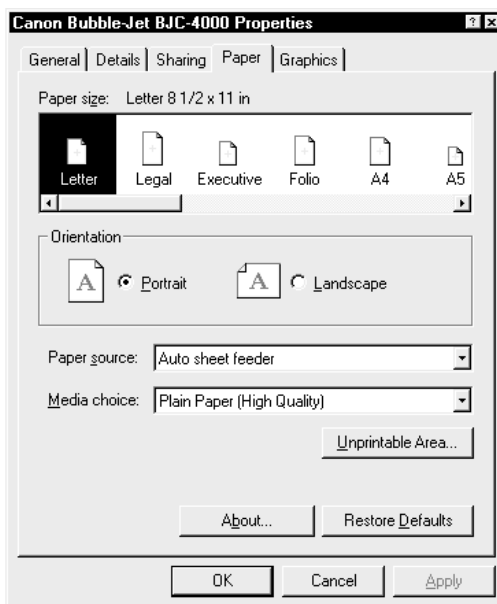 Canon Bubble-Jet BJC-4000 Properties
General Details Sharing Paper Graphics
Paper size: Letter 8 1/2 x 11 in
Letter Legal Executive Folio A4 A5
Orientation
A Portrait A Landscape
Paper source: Auto sheet feeder
Media choice: Plain Paper (High Quality)
Unprintable Area...
About... Restore Defaults
OK Cancel Apply